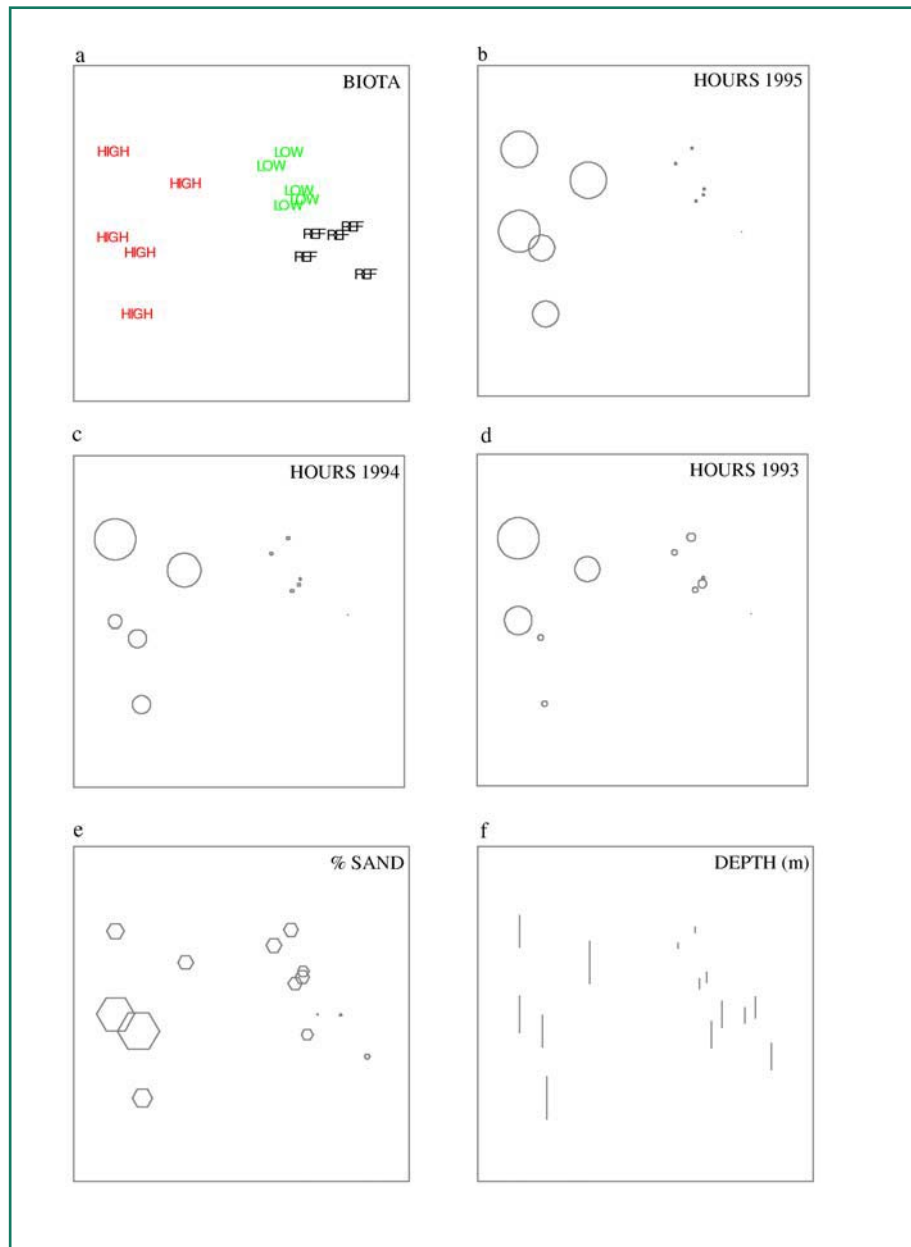 a
BIOTA
HIGH
HIGH
HIGH
HIGH
HIGH
LOW
LOW
LOW
LOW
LOW
REF
REF
REF
REF
REF
b
HOURS 1995
c
HOURS 1994
d
HOURS 1993
e
% SAND
f
DEPTH (m)